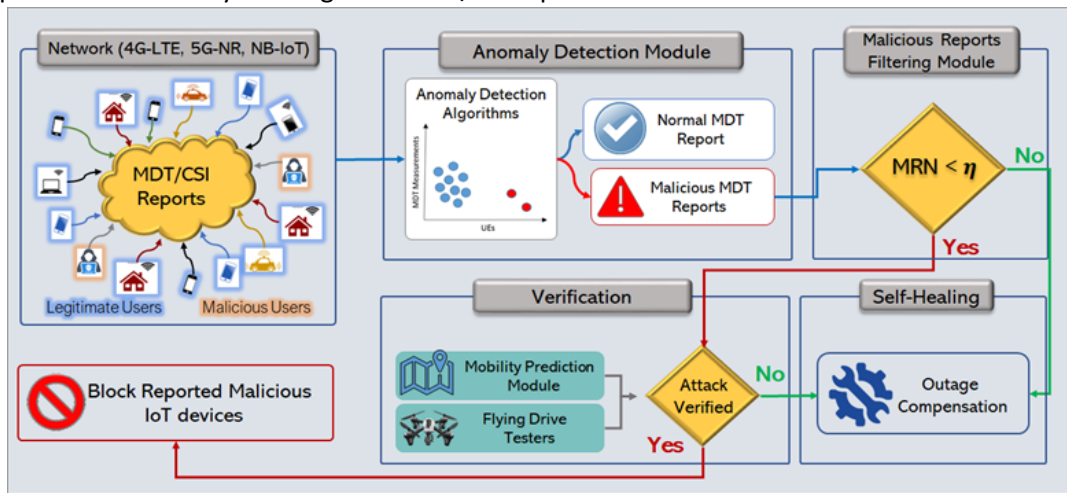 Network (4G-LTE, 5G-NR, NB-IoT)
MDT/CSI
Reports
Legitimate Users
Malicious Users
Anomaly Detection Module
Anomaly Detection
Algorithms
MDT Measurements
UEs
Normal MDT
Report
Malicious MDT
Reports
Malicious Reports
Filtering Module
MRN < η
No
Yes
Verification
Mobility Prediction
Module
Flying Drive
Testers
Attack
Verified
No
Yes
Self-Healing
Outage
Compensation
Block Reported Malicious
IoT devices